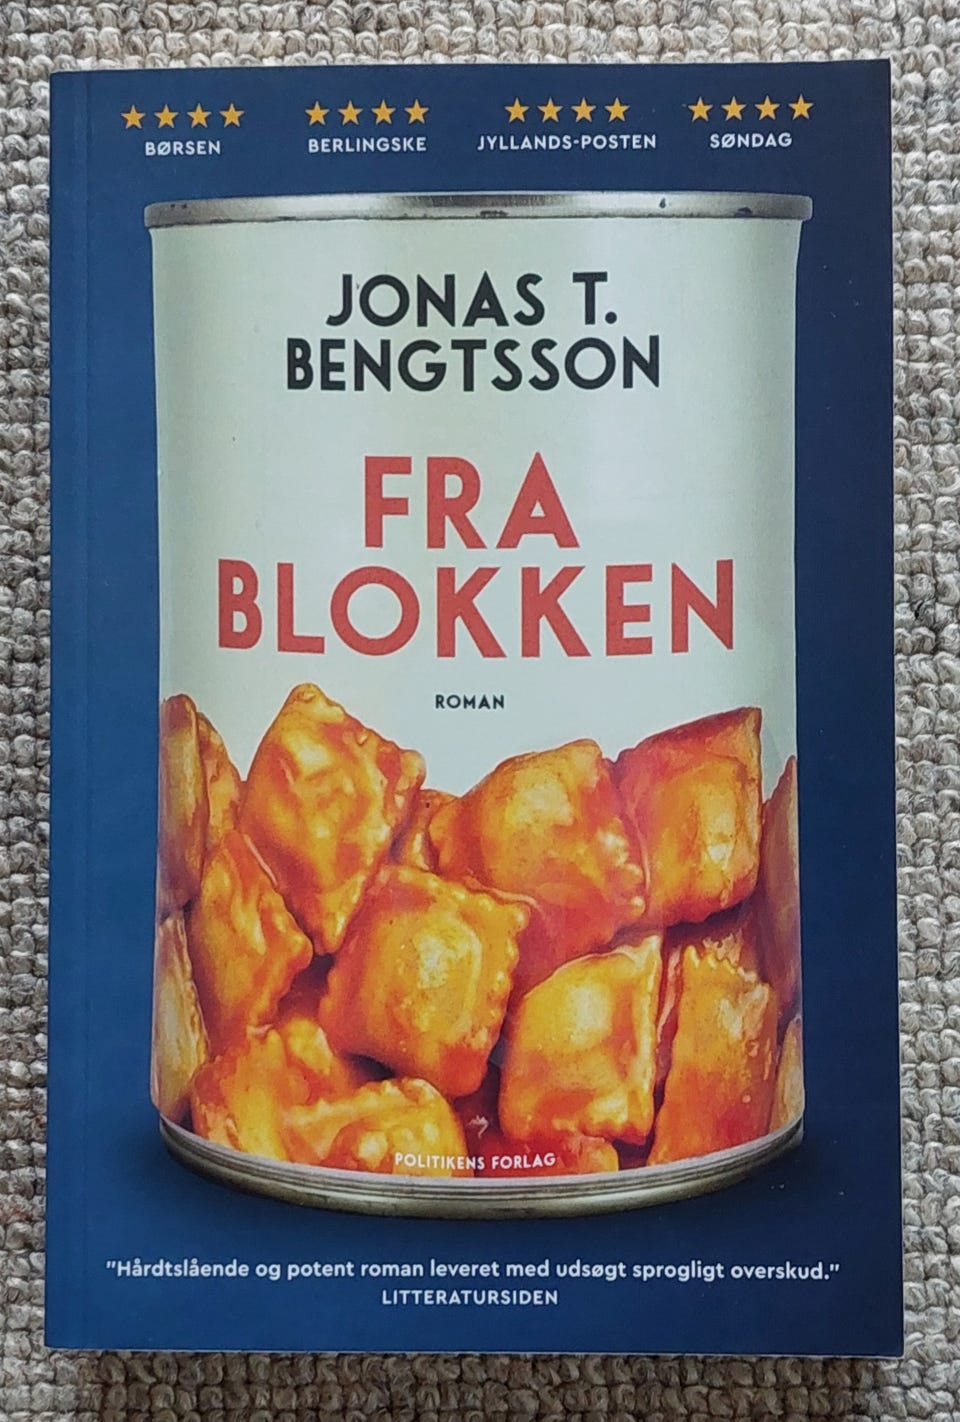 BØRSEN BERLINGSKE JYLLANDS-POSTEN SØNDAG
JONAS T.
BENGTSSON
FRA
BLOKKEN
ROMAN
POLITIKENS FORLAG
"Hårdtslående og potent roman leveret med udsøgt sprogligt overskud."
LITTERATURSIDEN